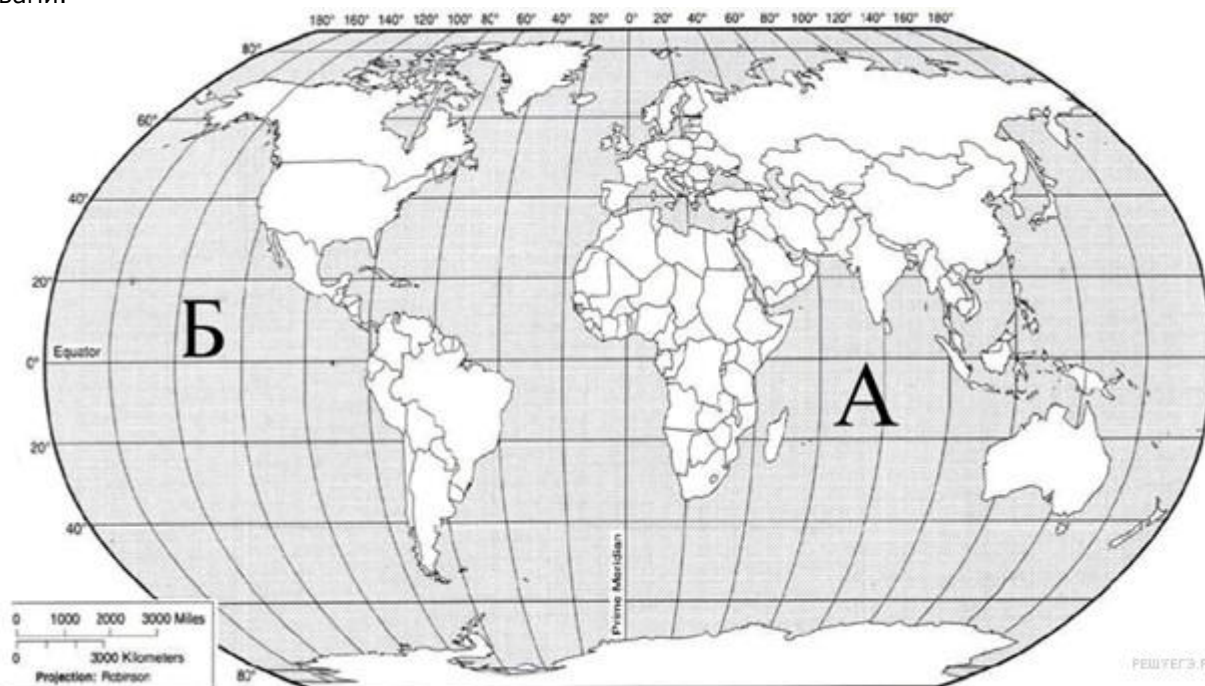 180° 160° 140° 120° 100° 80° 60° 40° 20° 0° 20° 40° 60° 80° 100° 120° 140° 160° 180°
80°
60°
40°
20°
Б
Equator
0°
А
20°
40°
Prime Meridian
0 1000 2000 3000 Miles
0 3000 Kilometers
Projection: Robinson
80°